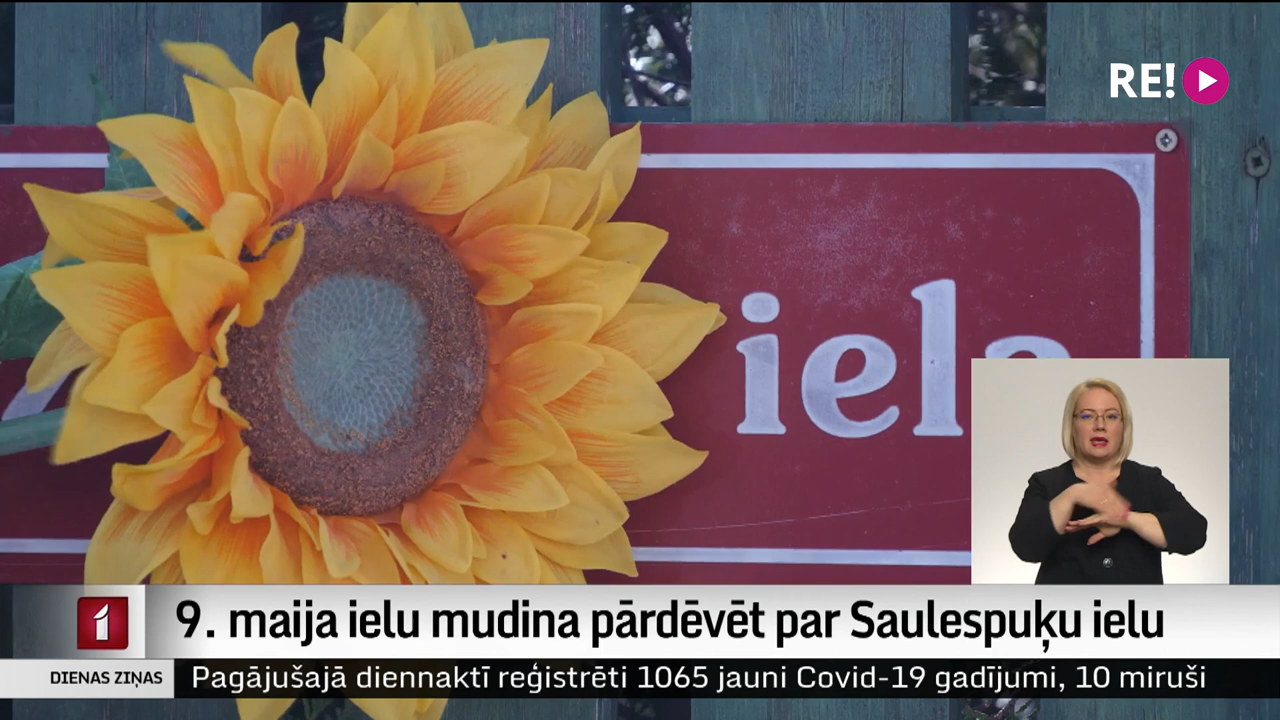 RE!
iela
1
9. maija ielu mudina pārdēvēt par Saulespuķu ielu
DIENAS ZIŅAS
Pagājušajā diennaktī reģistrēti 1065 jauni Covid-19 gadījumi, 10 miruši